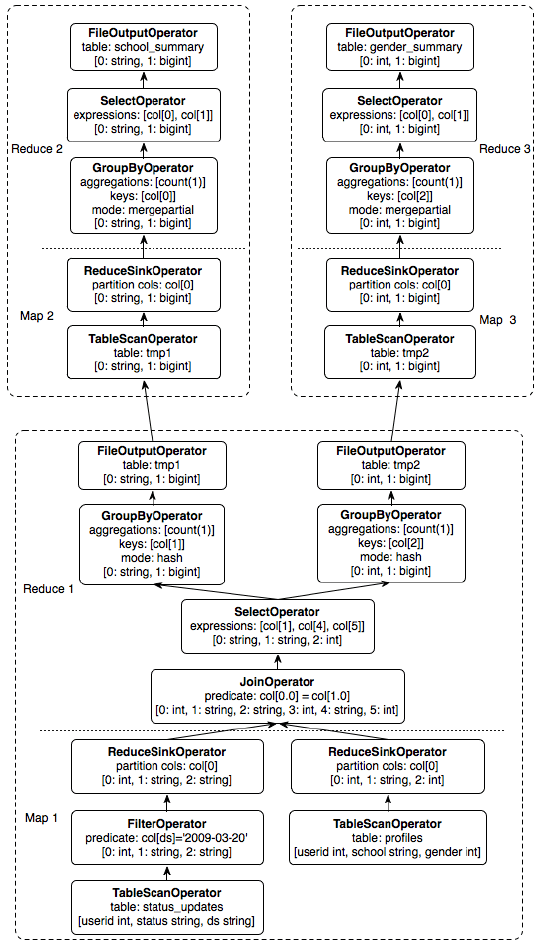 FileOutputOperator
table: school_summary
[0: string, 1: bigint]
SelectOperator
expressions: [col[0], col[1]]
[0: string, 1: bigint]
Reduce 2
GroupByOperator
aggregations: [count(1)]
keys: [col[0]]
mode: mergepartial
[0: string, 1: bigint]
ReduceSinkOperator
partition cols: col[0]
[0: string, 1: bigint]
Map 2
TableScanOperator
table: tmp1
[0: string, 1: bigint]
FileOutputOperator
table: gender_summary
[0: int, 1: bigint]
SelectOperator
expressions: [col[0], col[1]]
[0: int, 1: bigint]
Reduce 3
GroupByOperator
aggregations: [count(1)]
keys: [col[2]]
mode: mergepartial
[0: int, 1: bigint]
ReduceSinkOperator
partition cols: col[0]
[0: int, 1: bigint]
Map 3
TableScanOperator
table: tmp2
[0: int, 1: bigint]
FileOutputOperator
table: tmp1
[0: string, 1: bigint]
FileOutputOperator
table: tmp2
[0: int, 1: bigint]
GroupByOperator
aggregations: [count(1)]
keys: [col[1]]
mode: hash
[0: string, 1: bigint]
GroupByOperator
aggregations: [count(1)]
keys: [col[2]]
mode: hash
[0: int, 1: bigint]
Reduce 1
SelectOperator
expressions: [col[1], col[4], col[5]]
[0: string, 1: string, 2: int]
JoinOperator
predicate: col[0.0] = col[1.0]
[0: int, 1: string, 2: string, 3: int, 4: string, 5: int]
ReduceSinkOperator
partition cols: col[0]
[0: int, 1: string, 2: string]
ReduceSinkOperator
partition cols: col[0]
[0: int, 1: string, 2: int]
Map 1
FilterOperator
predicate: col[ds]='2009-03-20'
[0: int, 1: string, 2: string]
TableScanOperator
table: profiles
[userid int, school string, gender int]
TableScanOperator
table: status_updates
[userid int, status string, ds string]